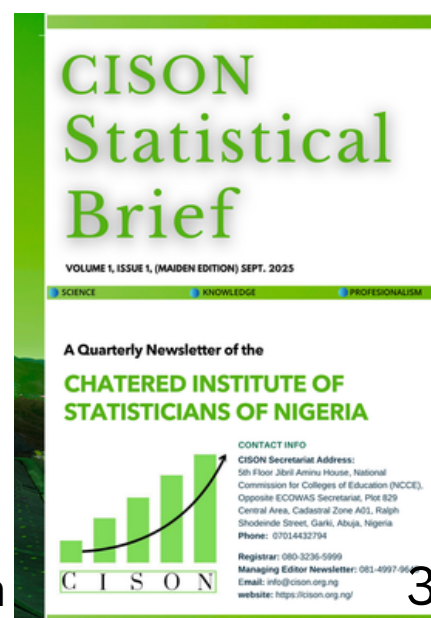 CISON
Statistical
Brief
VOLUME 1, ISSUE 1, (MAIDEN EDITION) SEPT. 2025
SCIENCE KNOWLEDGE PROFESIONALISM
A Quarterly Newsletter of the
CHATERED INSTITUTE OF
STATISTICIANS OF NIGERIA
CONTACT INFO
CISON Secretariat Address:
5th Floor Jibril Aminu House, National
Commission for Colleges of Education (NCCE),
Opposite ECOWAS Secretariat, Plot 829
Central Area, Cadastral Zone A01, Ralph
Shodeinde Street, Garki, Abuja, Nigeria
Phone: 07014432794
Registrar: 080-3236-5999
Managing Editor Newsletter: 081-4997-
Email: info@cison.org.ng
website: https://cison.org.ng/
CISON
3